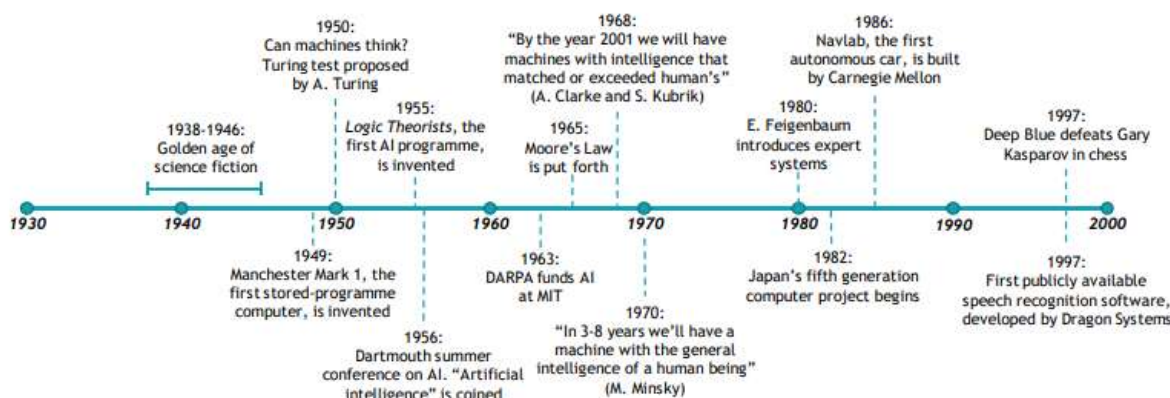 1950:
Can machines think?
Turing test proposed
by A. Turing
1968:
“By the year 2001 we will have
machines with intelligence that
matched or exceeded human’s”
(A. Clarke and S. Kubrik)
1986:
Navlab, the first
autonomous car, is built
by Carnegie Mellon
1938-1946:
Golden age of
science fiction
1955:
Logic Theorists, the
first AI programme,
is invented
1965:
Moore’s Law
is put forth
1980:
E. Feigenbaum
introduces expert
systems
1997:
Deep Blue defeats Gary
Kasparov in chess
1930 1940 1950 1960 1970 1980 1990 2000
1949:
Manchester Mark 1, the
first stored-programme
computer, is invented
1956:
Dartmouth summer
conference on AI. “Artificial
intelligence” is coined
1963:
DARPA funds AI
at MIT
1970:
“In 3-8 years we’ll have a
machine with the general
intelligence of a human being”
(M. Minsky)
1982:
Japan’s fifth generation
computer project begins
1997:
First publicly available
speech recognition software,
developed by Dragon Systems